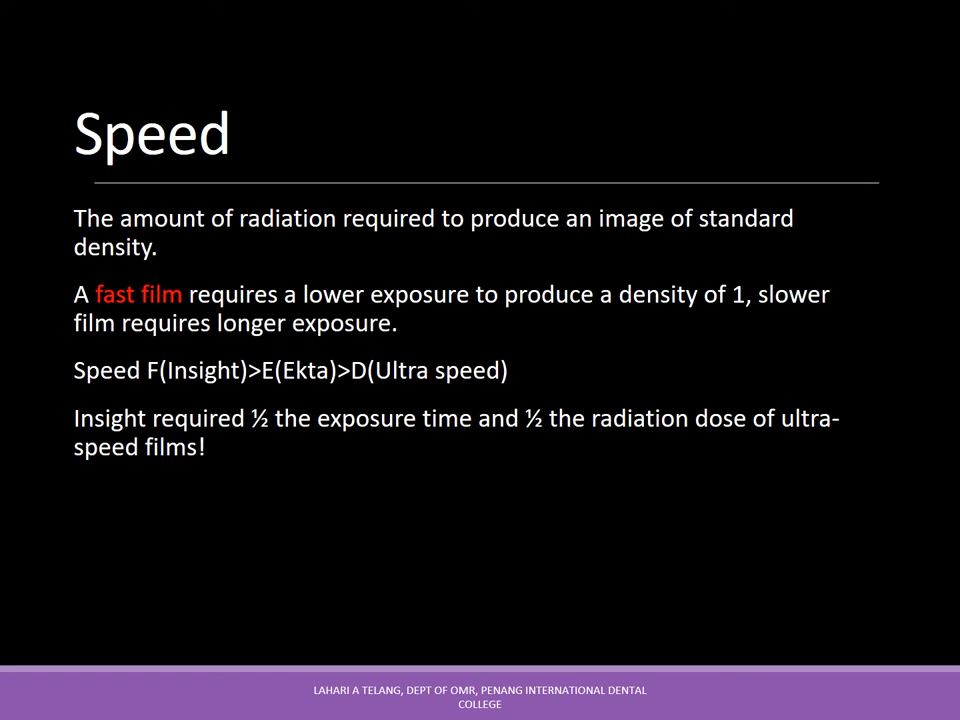 Speed
The amount of radiation required to produce an image of standard
density.
A fast film requires a lower exposure to produce a density of 1, slower
film requires longer exposure.
Speed F(Insight)>E(Ekta)>D(Ultra speed)
Insight required ½ the exposure time and ½ the radiation dose of ultra-
speed films!
LAHARI A TELANG, DEPT OF OMR, PENANG INTERNATIONAL DENTAL
COLLEGE